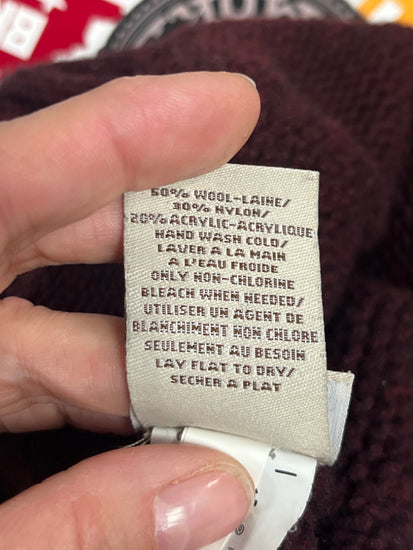 50% WOOL-LAINE/
30% NYLON/
20% ACRYLIC-ACRYLIQUE
HAND WASH COLD/
LAVER A LA MAIN
A L'EAU FROIDE
ONLY NON-CHLORINE
BLEACH WHEN NEEDED/
UTILISER UN AGENT DE
BLANCHIMENT NON CHLORE
SEULEMENT AU BESOIN
LAY FLAT TO DRY/
SECHER A PLAT